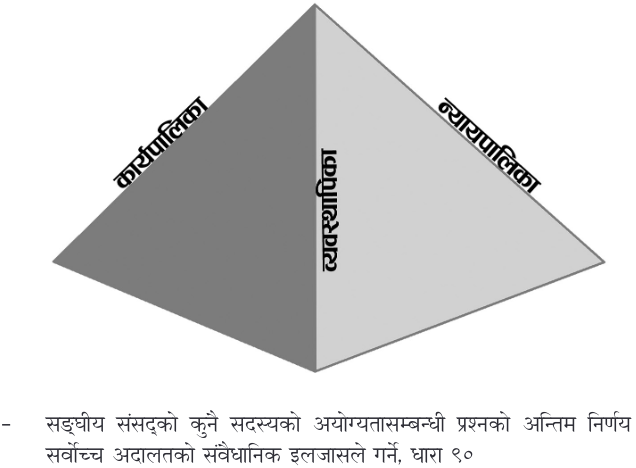 कार्यपालिका
व्यवस्थापिका
न्यायपालिका
- सङ्घीय संसद्को कुनै सदस्यको अयोग्यतासम्बन्धी प्रश्नको अन्तिम निर्णय
सर्वोच्च अदालतको संवैधानिक इलजासले गर्ने, धारा ९०